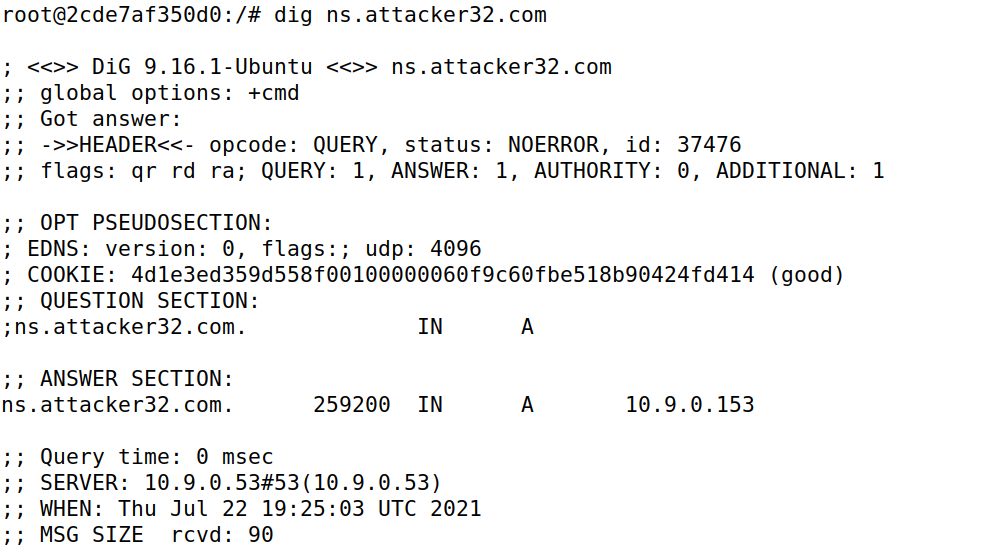 root@2cde7af350d0:/# dig ns.attacker32.com
; <<>> DiG 9.16.1-Ubuntu <<>> ns.attacker32.com
;; global options: +cmd
;; Got answer:
;; ->>HEADER<<- opcode: QUERY, status: NOERROR, id: 37476
;; flags: qr rd ra; QUERY: 1, ANSWER: 1, AUTHORITY: 0, ADDITIONAL: 1
;; OPT PSEUDOSECTION:
; EDNS: version: 0, flags:; udp: 4096
; COOKIE: 4d1e3ed359d558f00100000060f9c60fbe518b90424fd414 (good)
;; QUESTION SECTION:
;ns.attacker32.com. IN A
;; ANSWER SECTION:
ns.attacker32.com. 259200 IN A 10.9.0.153
;; Query time: 0 msec
;; SERVER: 10.9.0.53#53(10.9.0.53)
;; WHEN: Thu Jul 22 19:25:03 UTC 2021
;; MSG SIZE  rcvd: 90